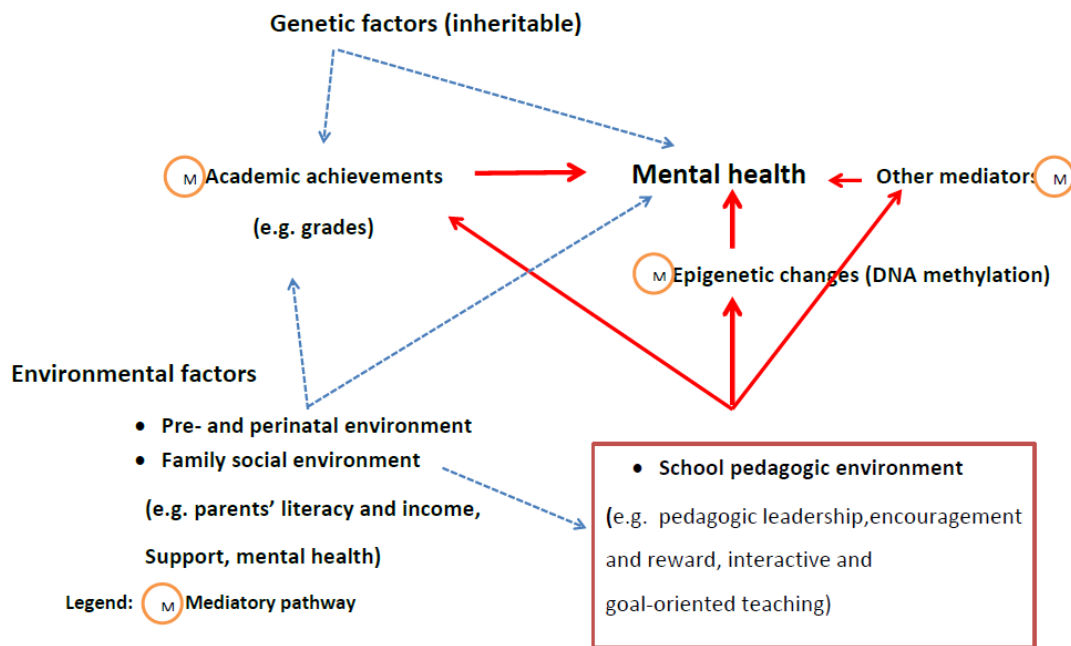 Genetic factors (inheritable)
M Academic achievements
(e.g. grades)
Mental health
Other mediators M
M Epigenetic changes (DNA methylation)
Environmental factors
• Pre- and perinatal environment
• Family social environment
(e.g. parents’ literacy and income,
Support, mental health)
Legend: M Mediatory pathway
• School pedagogic environment
(e.g. pedagogic leadership,encouragement
and reward, interactive and
goal-oriented teaching)